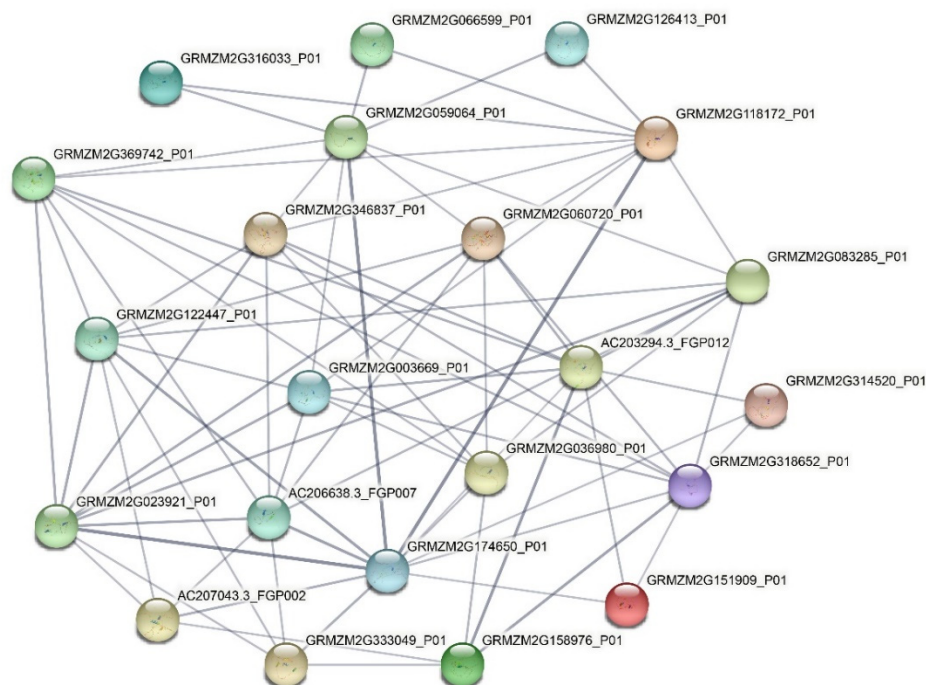 GRMZM2G066599_P01
GRMZM2G126413_P01
GRMZM2G316033_P01
GRMZM2G059064_P01
GRMZM2G118172_P01
GRMZM2G369742_P01
GRMZM2G346837_P01
GRMZM2G060720_P01
GRMZM2G083285_P01
GRMZM2G122447_P01
AC203294.3_FGP012
GRMZM2G003669_P01
GRMZM2G314520_P01
GRMZM2G036980_P01
GRMZM2G318652_P01
GRMZM2G023921_P01
AC206638.3_FGP007
GRMZM2G174650_P01
GRMZM2G151909_P01
AC207043.3_FGP002
GRMZM2G333049_P01
GRMZM2G158976_P01